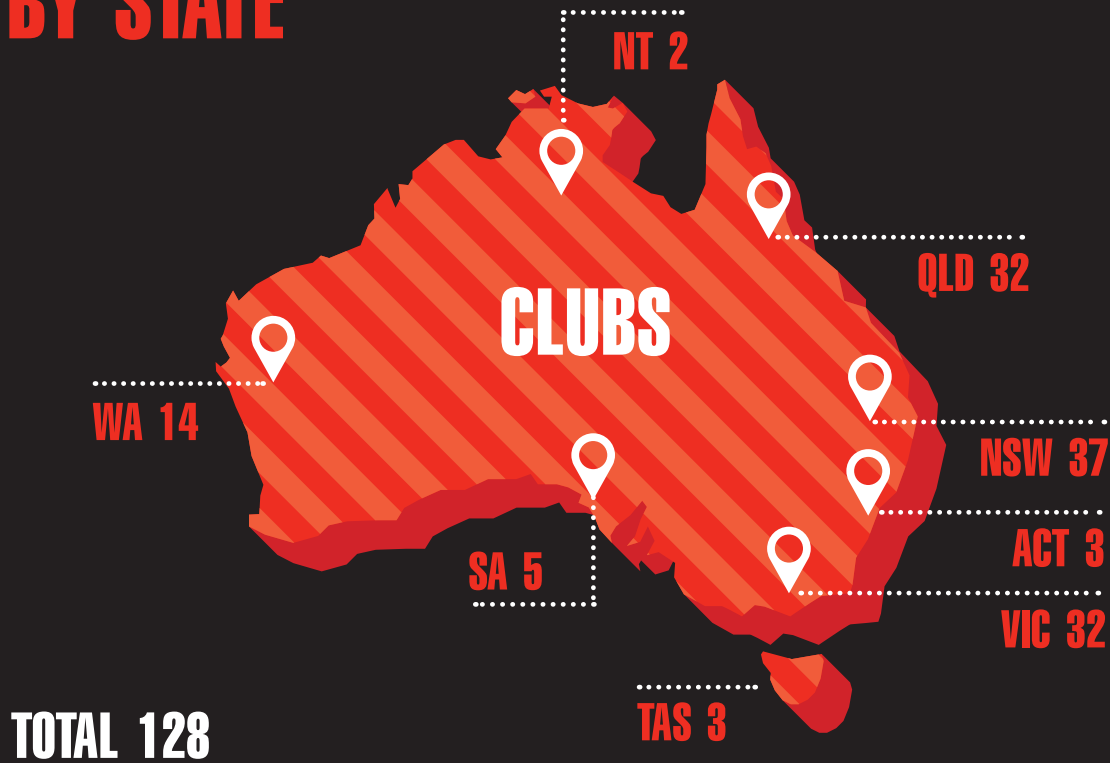 BY STATE
NT 2
QLD 32
CLUBS
WA 14
NSW 37
ACT 3
SA 5
VIC 32
TAS 3
TOTAL 128